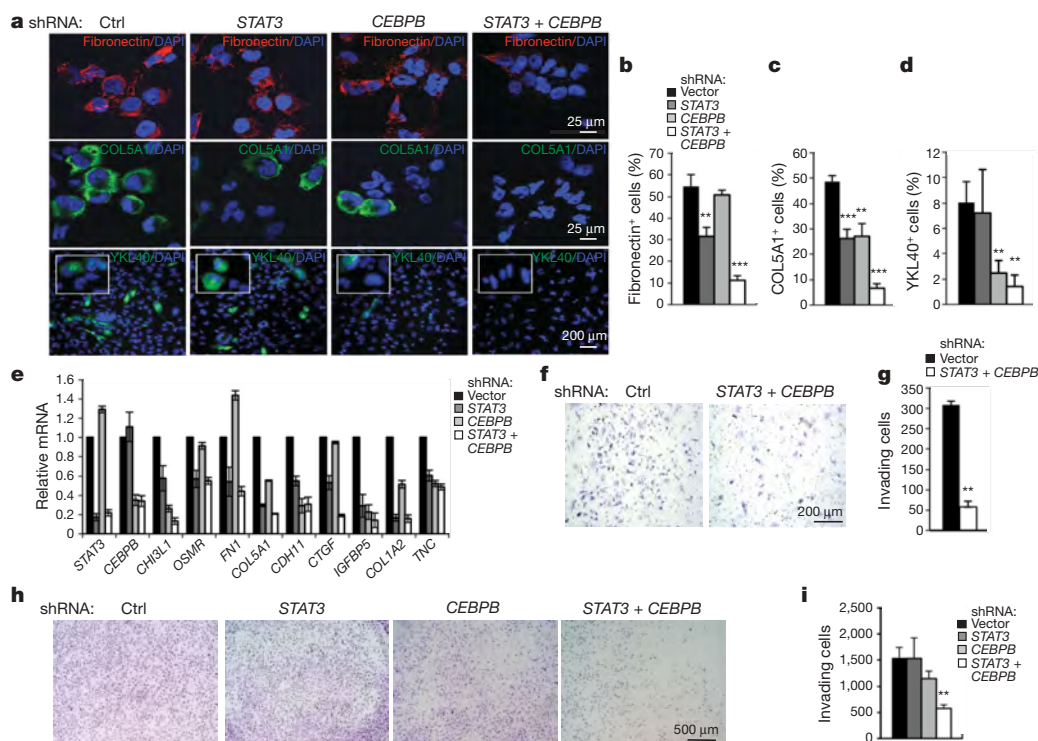 a shRNA: Ctrl STAT3 CEBPB STAT3 + CEBPB
Fibronectin/DAPI Fibronectin/DAPI Fibronectin/DAPI Fibronectin/DAPI
25 µm
COL5A1/DAPI COL5A1/DAPI COL5A1/DAPI COL5A1/DAPI
25 µm
YKL40/DAPI YKL40/DAPI YKL40/DAPI YKL40/DAPI
200 µm
b
shRNA:
Vector
STAT3
CEBPB
STAT3 +
CEBPB
Fibronectin⁺ cells (%)
70
60
50
40
30
20
10
0
**
***
c
COL5A1⁺ cells (%)
60
50
40
30
20
10
0
***
**
***
d
YKL40⁺ cells (%)
12
10
8
6
4
2
0
**
**
e
shRNA:
Vector
STAT3
CEBPB
STAT3 +
CEBPB
Relative mRNA
1.6
1.4
1.2
1.0
0.8
0.6
0.4
0.2
0
STAT3 CEBPB CHI3L1 OSMR FN1 COL5A1 CDH11 CTGF IGFBP5 COL1A2 TNC
f shRNA: Ctrl STAT3 + CEBPB
200 µm
g
shRNA:
Vector
STAT3 + CEBPB
Invading cells
350
300
250
200
150
100
50
0
**
h
shRNA: Ctrl STAT3 CEBPB STAT3 + CEBPB
500 µm
i
shRNA:
Vector
STAT3
CEBPB
STAT3 +
CEBPB
Invading cells
2,500
2,000
1,500
1,000
500
0
**